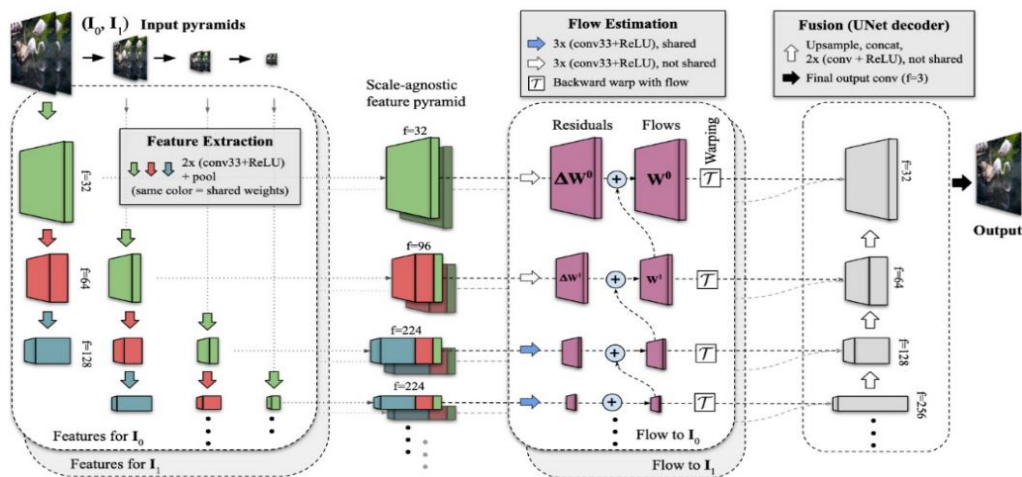 (I₀, I₁) Input pyramids
Feature Extraction
2x (conv33+ReLU)
+ pool
(same color = shared weights)
f=32
f=64
f=128
Features for I₀
Features for I₁
Scale-agnostic
feature pyramid
f=32
f=96
f=224
f=224
Flow Estimation
3x (conv33+ReLU), shared
3x (conv33+ReLU), not shared
T Backward warp with flow
Residuals
Flows
Warping
ΔW⁰
+
W⁰
T
ΔW¹
+
W¹
T
+
T
+
T
Flow to I₀
Flow to I₁
Fusion (UNet decoder)
Upsample, concat,
2x (conv + ReLU), not shared
Final output conv (f=3)
f=32
f=64
f=128
f=256
Output